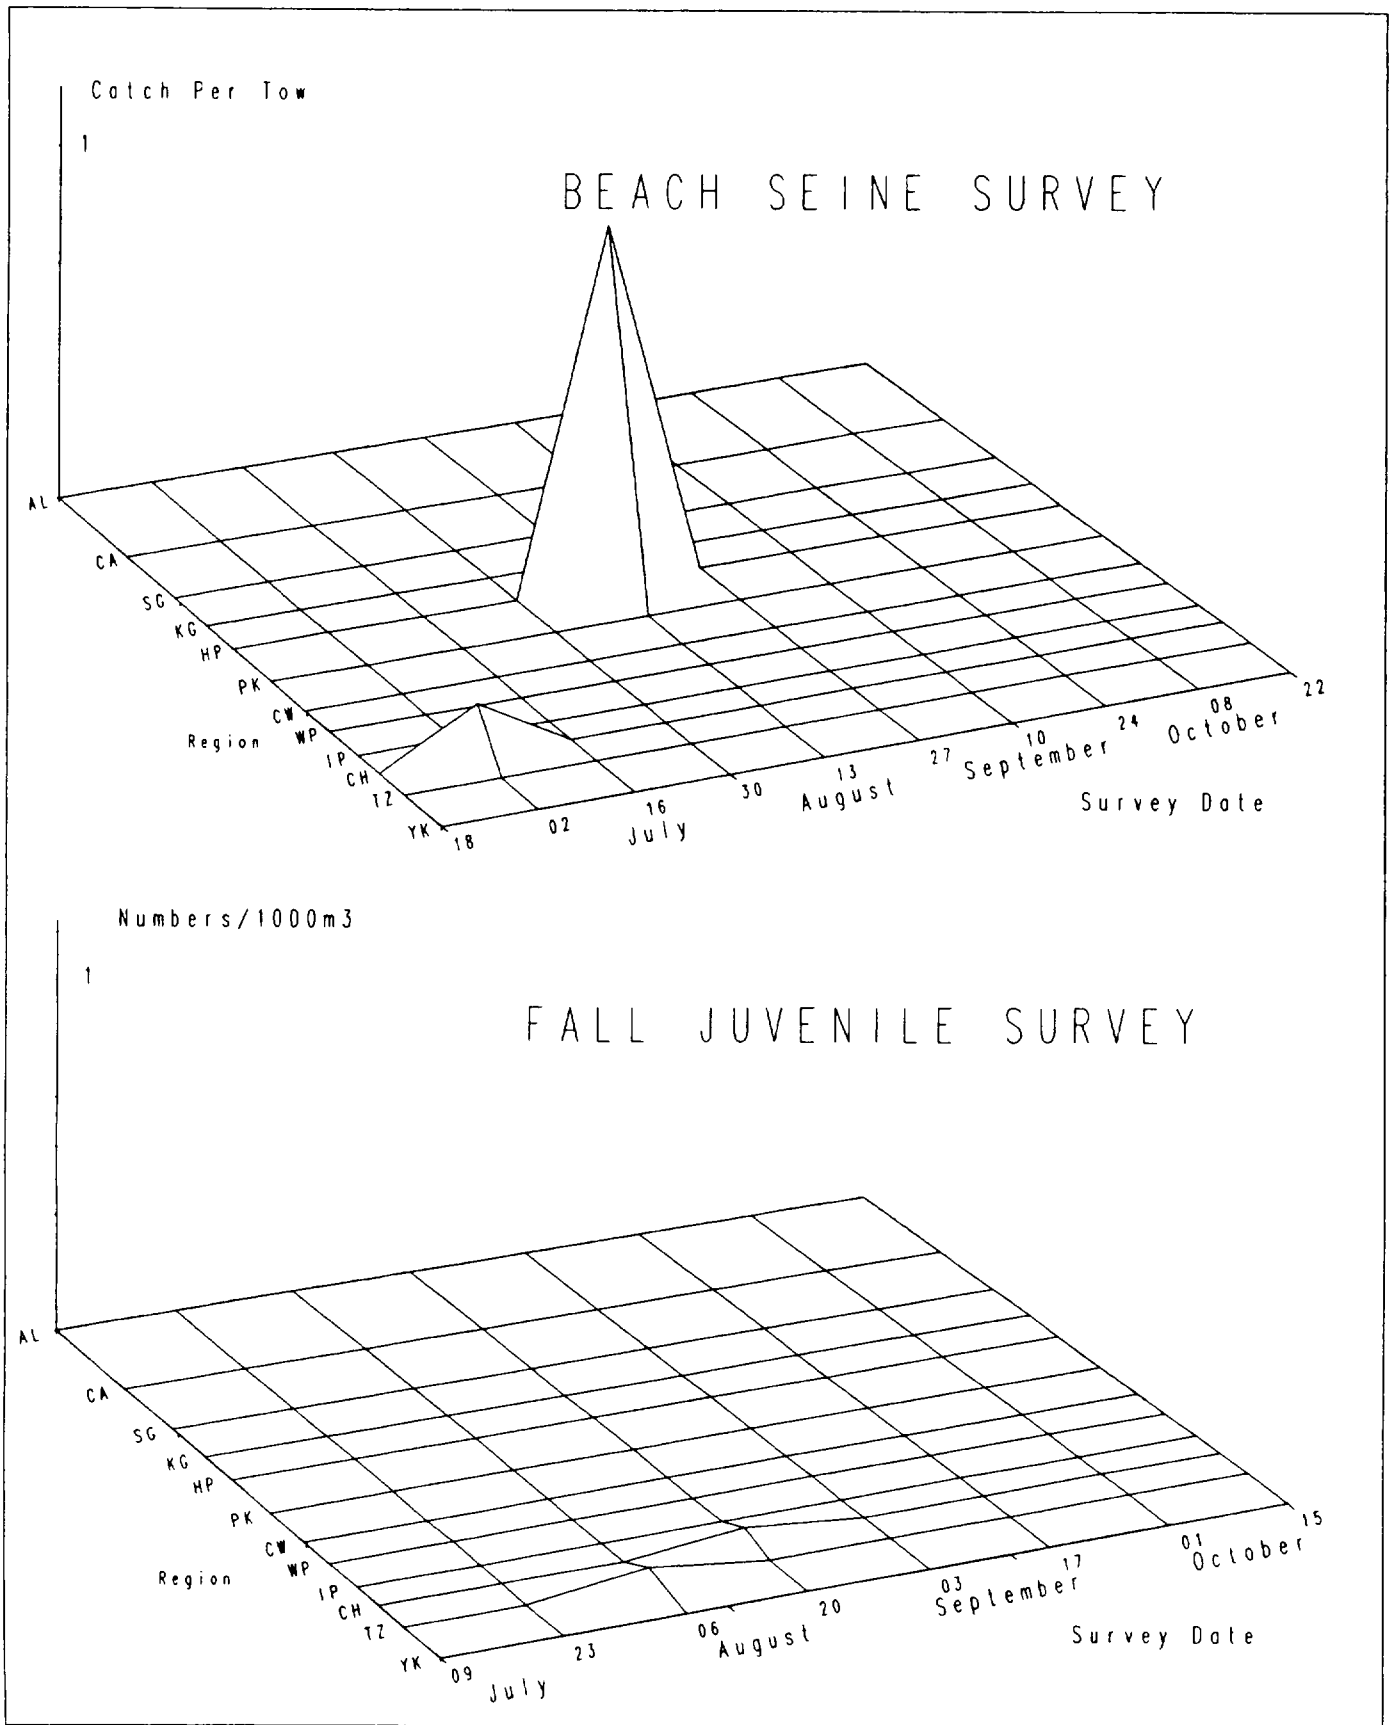 Catch Per Tow
1
BEACH SEINE SURVEY
AL
CA
SG
KG
HP
PK
CW
WP
IP
CH
TZ
YK
Region
18
02
16
30
13
27
10
24
08
22
July
August
September
October
Survey Date
Numbers/1000m3
1
FALL JUVENILE SURVEY
AL
CA
SG
KG
HP
PK
CW
WP
IP
CH
TZ
YK
Region
09
23
06
20
03
17
01
15
July
August
September
October
Survey Date